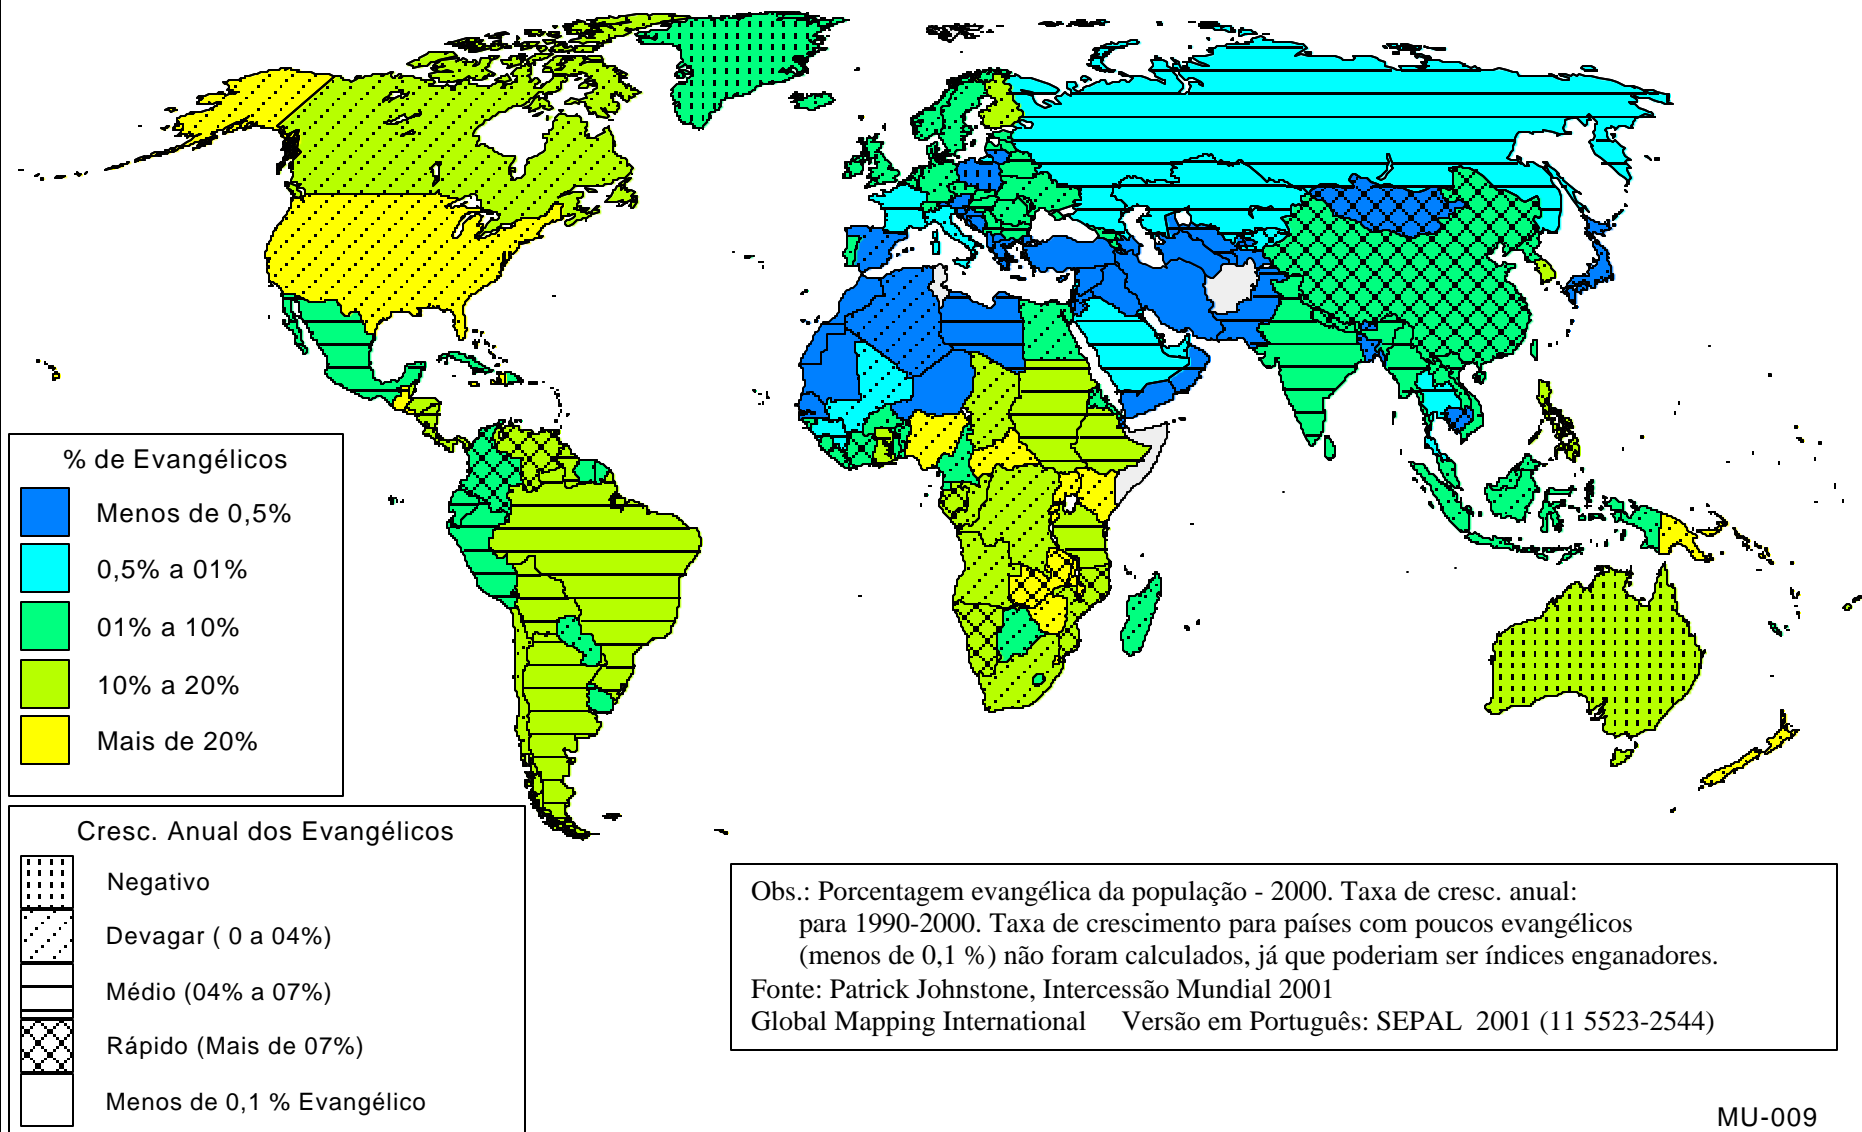 % de Evangélicos
Menos de 0,5%
0,5% a 01%
01% a 10%
10% a 20%
Mais de 20%
Cresc. Anual dos Evangélicos
Negativo
Devagar ( 0 a 04%)
Médio (04% a 07%)
Rápido (Mais de 07%)
Menos de 0,1 % Evangélico
Obs.: Porcentagem evangélica da população - 2000. Taxa de cresc. anual:
para 1990-2000. Taxa de crescimento para países com poucos evangélicos
(menos de 0,1 %) não foram calculados, já que poderiam ser índices enganadores.
Fonte: Patrick Johnstone, Intercessão Mundial 2001
Global Mapping International Versão em Português: SEPAL 2001 (11 5523-2544)
MU-009